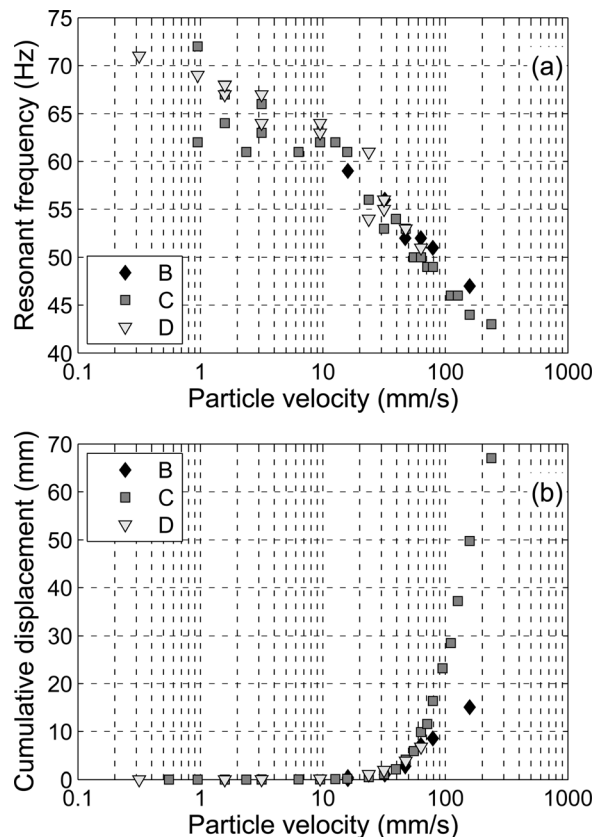 75
70
65
60
55
50
45
40
Resonant frequency (Hz)
(a)
B
C
D
0.1
1
10
100
1000
Particle velocity (mm/s)
70
60
50
40
30
20
10
0
Cumulative displacement (mm)
(b)
B
C
D
0.1
1
10
100
1000
Particle velocity (mm/s)